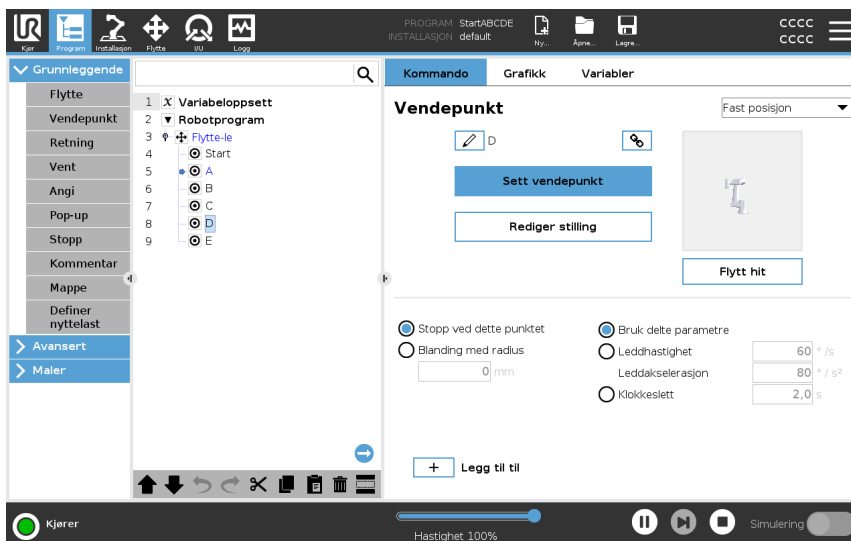 UR
Kjør
Program
Installasjon
Flytte
I/U
Logg
PROGRAM StartABCDE
INSTALLASJON default
Ny...
Åpne...
Lagre...
CCCC
CCCC
Grunnleggende
Flytte
Vendepunkt
Retning
Vent
Angi
Pop-up
Stopp
Kommentar
Mappe
Definer
nyttelast
Avansert
Maler
1 X Variabeloppsett
2 Robotprogram
3 Flytte-le
4 Start
5 A
6 B
7 C
8 D
9 E
Kommando
Grafikk
Variabler
Vendepunkt
Fast posisjon
D
Sett vendepunkt
Rediger stilling
Flytt hit
Stopp ved dette punktet
Blanding med radius
0 mm
Bruk delte parametre
Leddhastighet 60 °/s
Leddakselerasjon 80 °/s²
Klokkeslett 2,0 s
+ Legg til til
Kjører
Hastighet 100%
Simulering